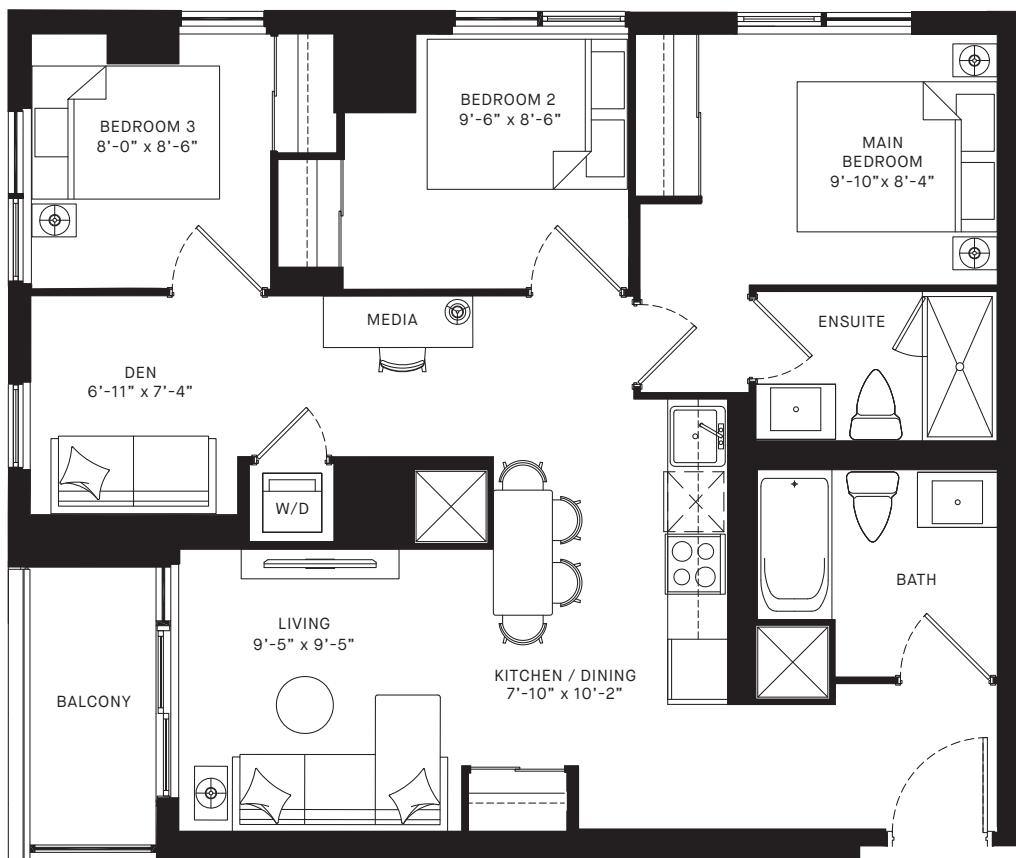 BEDROOM 3
8'-0” x 8'-6”
BEDROOM 2
9'-6” x 8'-6”
MAIN
BEDROOM
9'-10”x 8'-4”
MEDIA
ENSUITE
DEN
6'-11” x 7'-4”
W/D
BATH
LIVING
9'-5” x 9'-5”
KITCHEN / DINING
7'-10” x 10'-2”
BALCONY